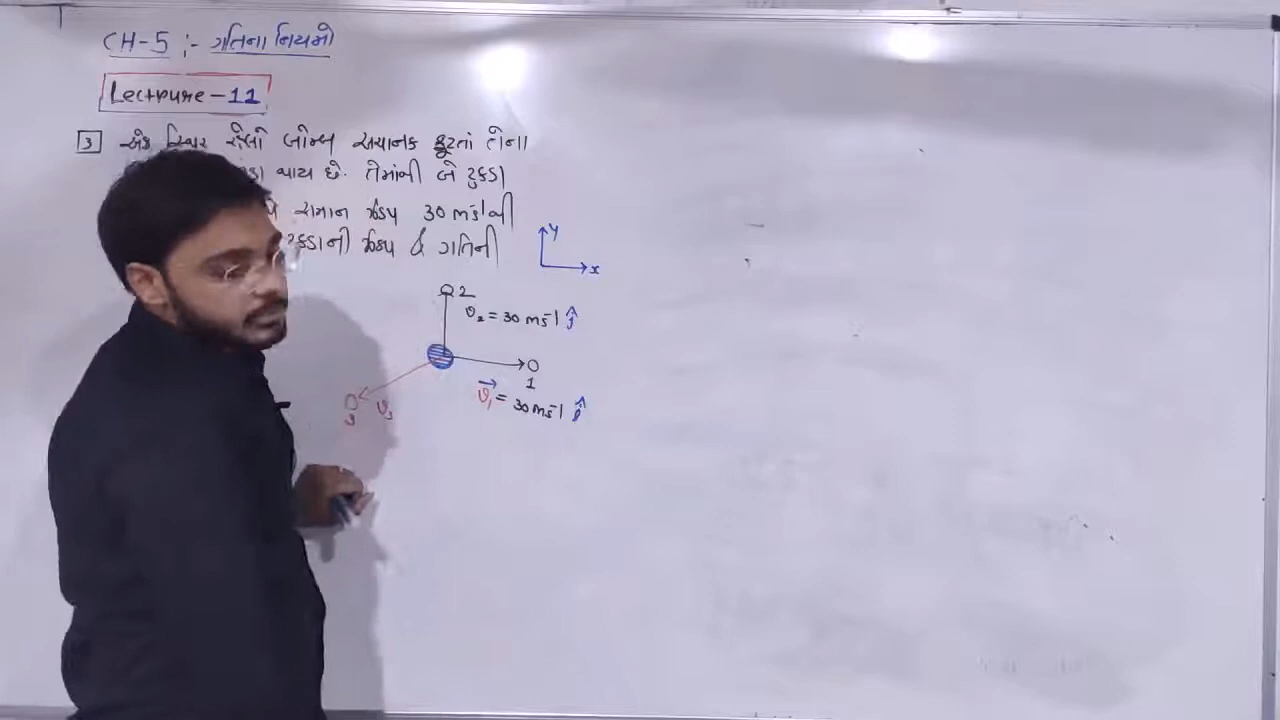 CH-5 :- ગતિના નિયમો
Lecture-11
3 એક સ્થિર રહેલો બોમ્બ અચાનક ફૂટતાં તેના
થાય છે. તેમાંની બે ટુકડા
સમાન ઝડપ 30 ms⁻¹ની
ટુકડાની ઝડપ & ગતિની
y
x
2
v₂ = 30 ms⁻¹ ĵ
1
v⃗₁ = 30 ms⁻¹ î
3 v₃